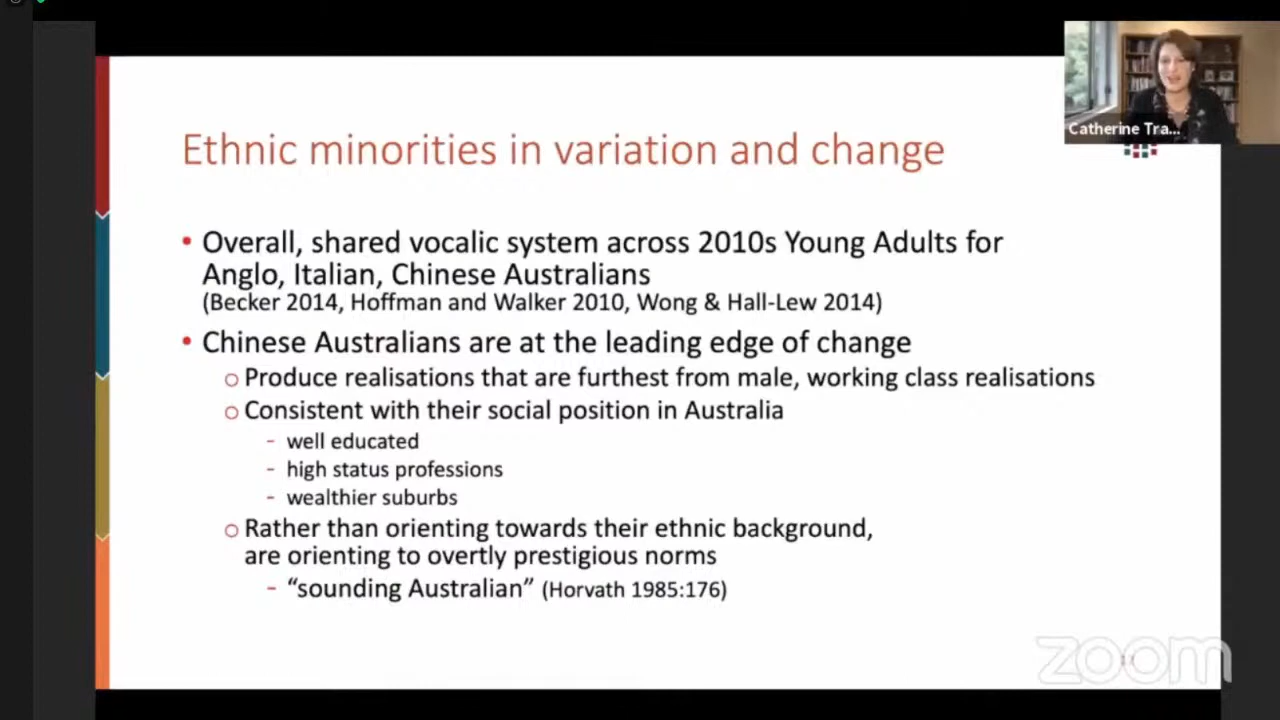 Catherine Tra...
Ethnic minorities in variation and change
• Overall, shared vocalic system across 2010s Young Adults for
Anglo, Italian, Chinese Australians
(Becker 2014, Hoffman and Walker 2010, Wong & Hall-Lew 2014)
• Chinese Australians are at the leading edge of change
○ Produce realisations that are furthest from male, working class realisations
○ Consistent with their social position in Australia
- well educated
- high status professions
- wealthier suburbs
○ Rather than orienting towards their ethnic background,
are orienting to overtly prestigious norms
- “sounding Australian” (Horvath 1985:176)
zoom